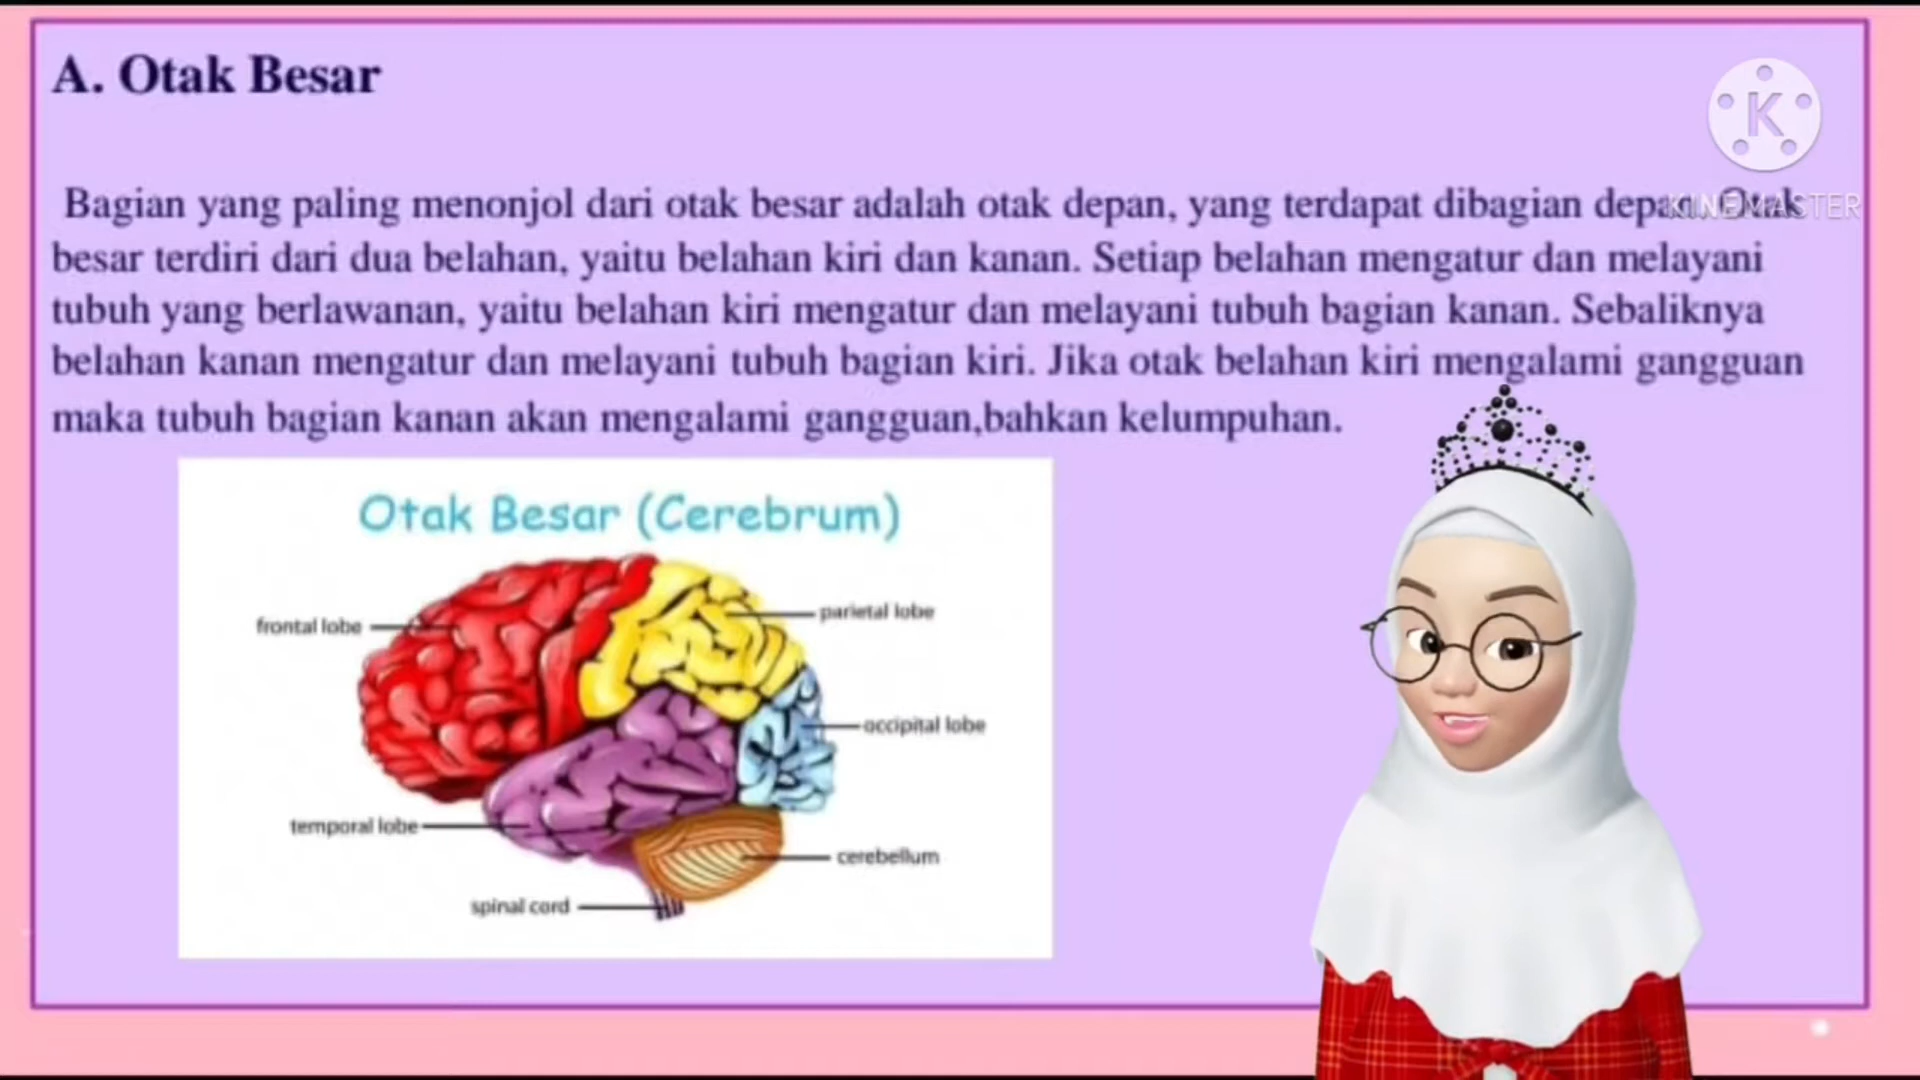 A. Otak Besar
K
Bagian yang paling menonjol dari otak besar adalah otak depan, yang terdapat dibagian depan. Otak
KINEMASTER
besar terdiri dari dua belahan, yaitu belahan kiri dan kanan. Setiap belahan mengatur dan melayani
tubuh yang berlawanan, yaitu belahan kiri mengatur dan melayani tubuh bagian kanan. Sebaliknya
belahan kanan mengatur dan melayani tubuh bagian kiri. Jika otak belahan kiri mengalami gangguan
maka tubuh bagian kanan akan mengalami gangguan,bahkan kelumpuhan.
Otak Besar (Cerebrum)
frontal lobe
parietal lobe
occipital lobe
temporal lobe
cerebellum
spinal cord